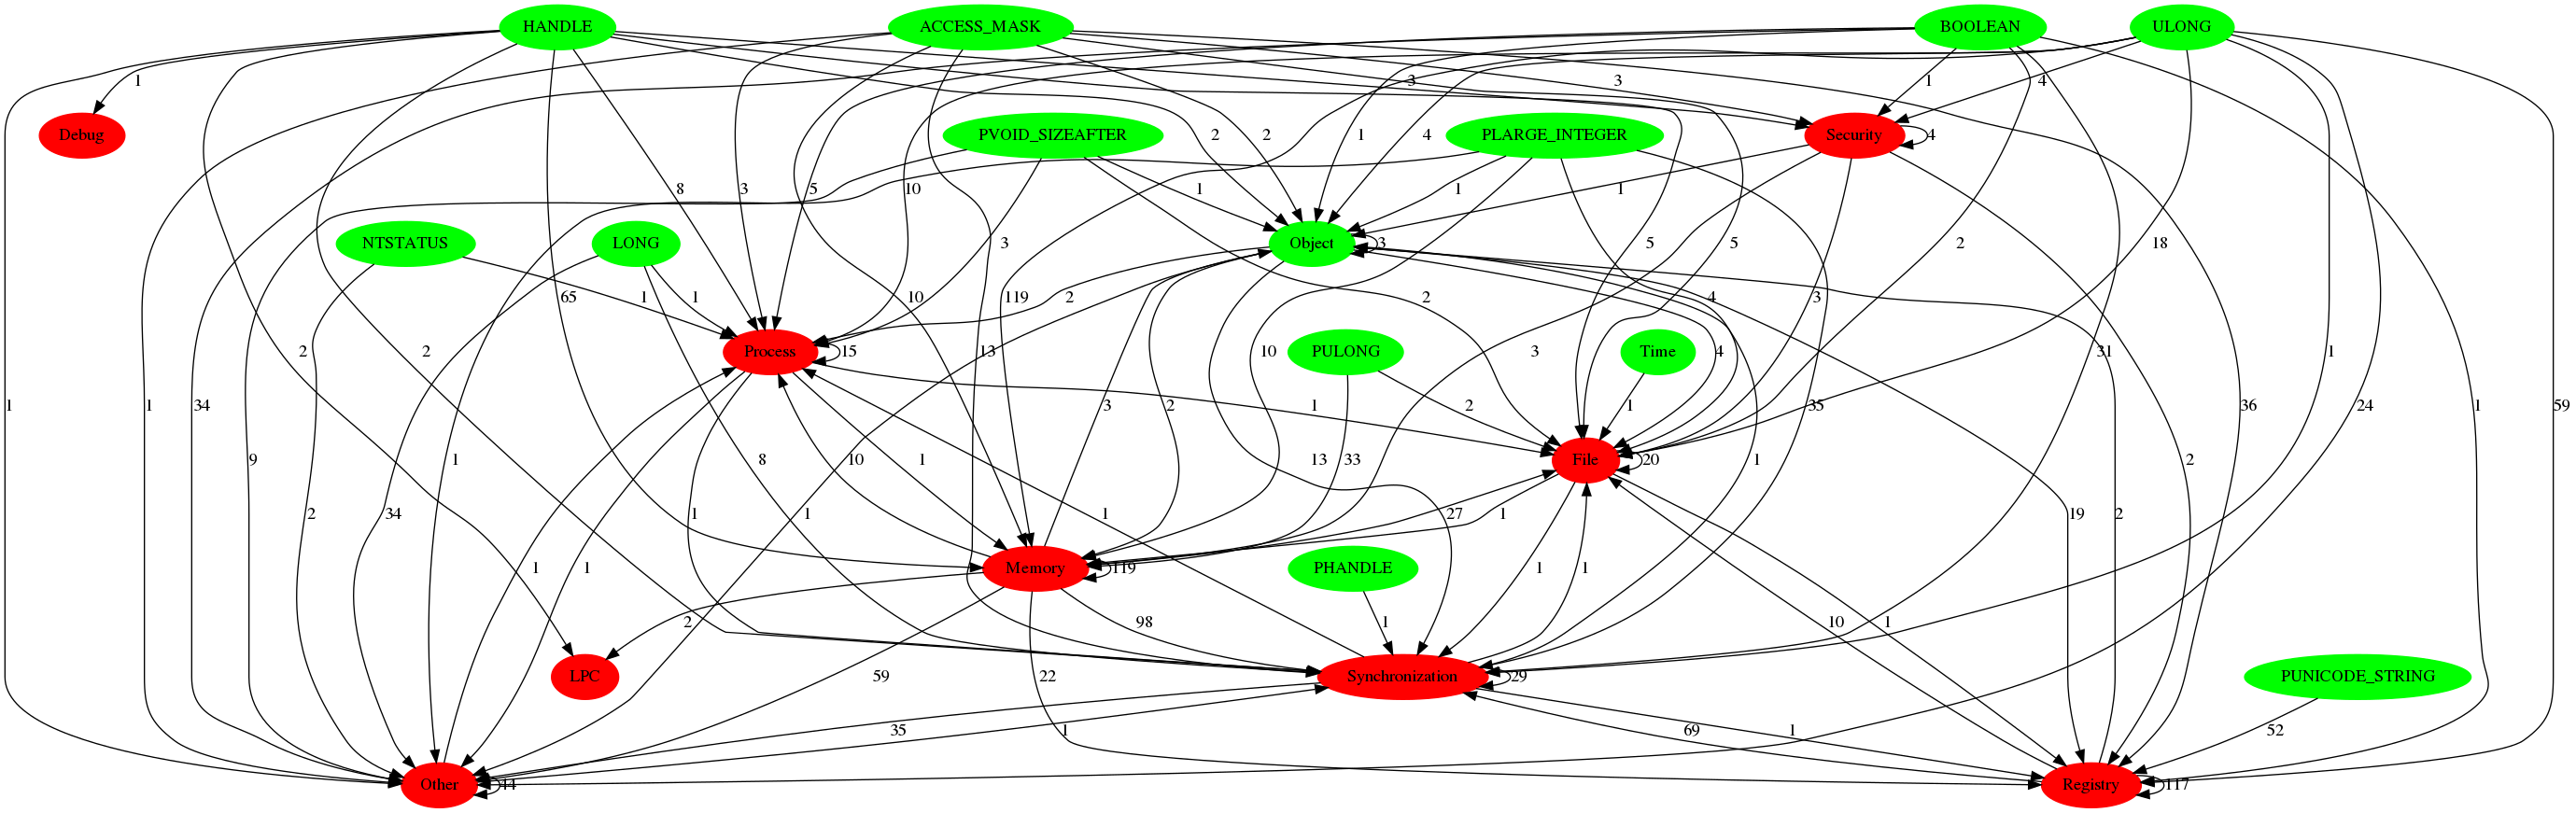 HANDLE ACCESS_MASK BOOLEAN ULONG
1 3 3 1 4
Debug PVOID_SIZEAFTER PLARGE_INTEGER Security 4
2 2 1 4
8 3 5 10 1 1 1
NTSTATUS LONG Object 3 5 5 2 18
1 1 3
65 10 119 2 2 4 3
2 2 13 10 Process 15 3 PULONG 4 Time 35 31 1
1 1 34 3 2 1 2 1 36 24 1 59
9 1 8 10 1 13 33 1 2
2 34 1 1 1 27 1 19 2
1 1 Memory 119 PHANDLE 1 1
2 98 1 10 1
LPC 59 22 Synchronization 29 PUNICODE_STRING
35 1 69 1 52
Other 44 Registry 117
File 20